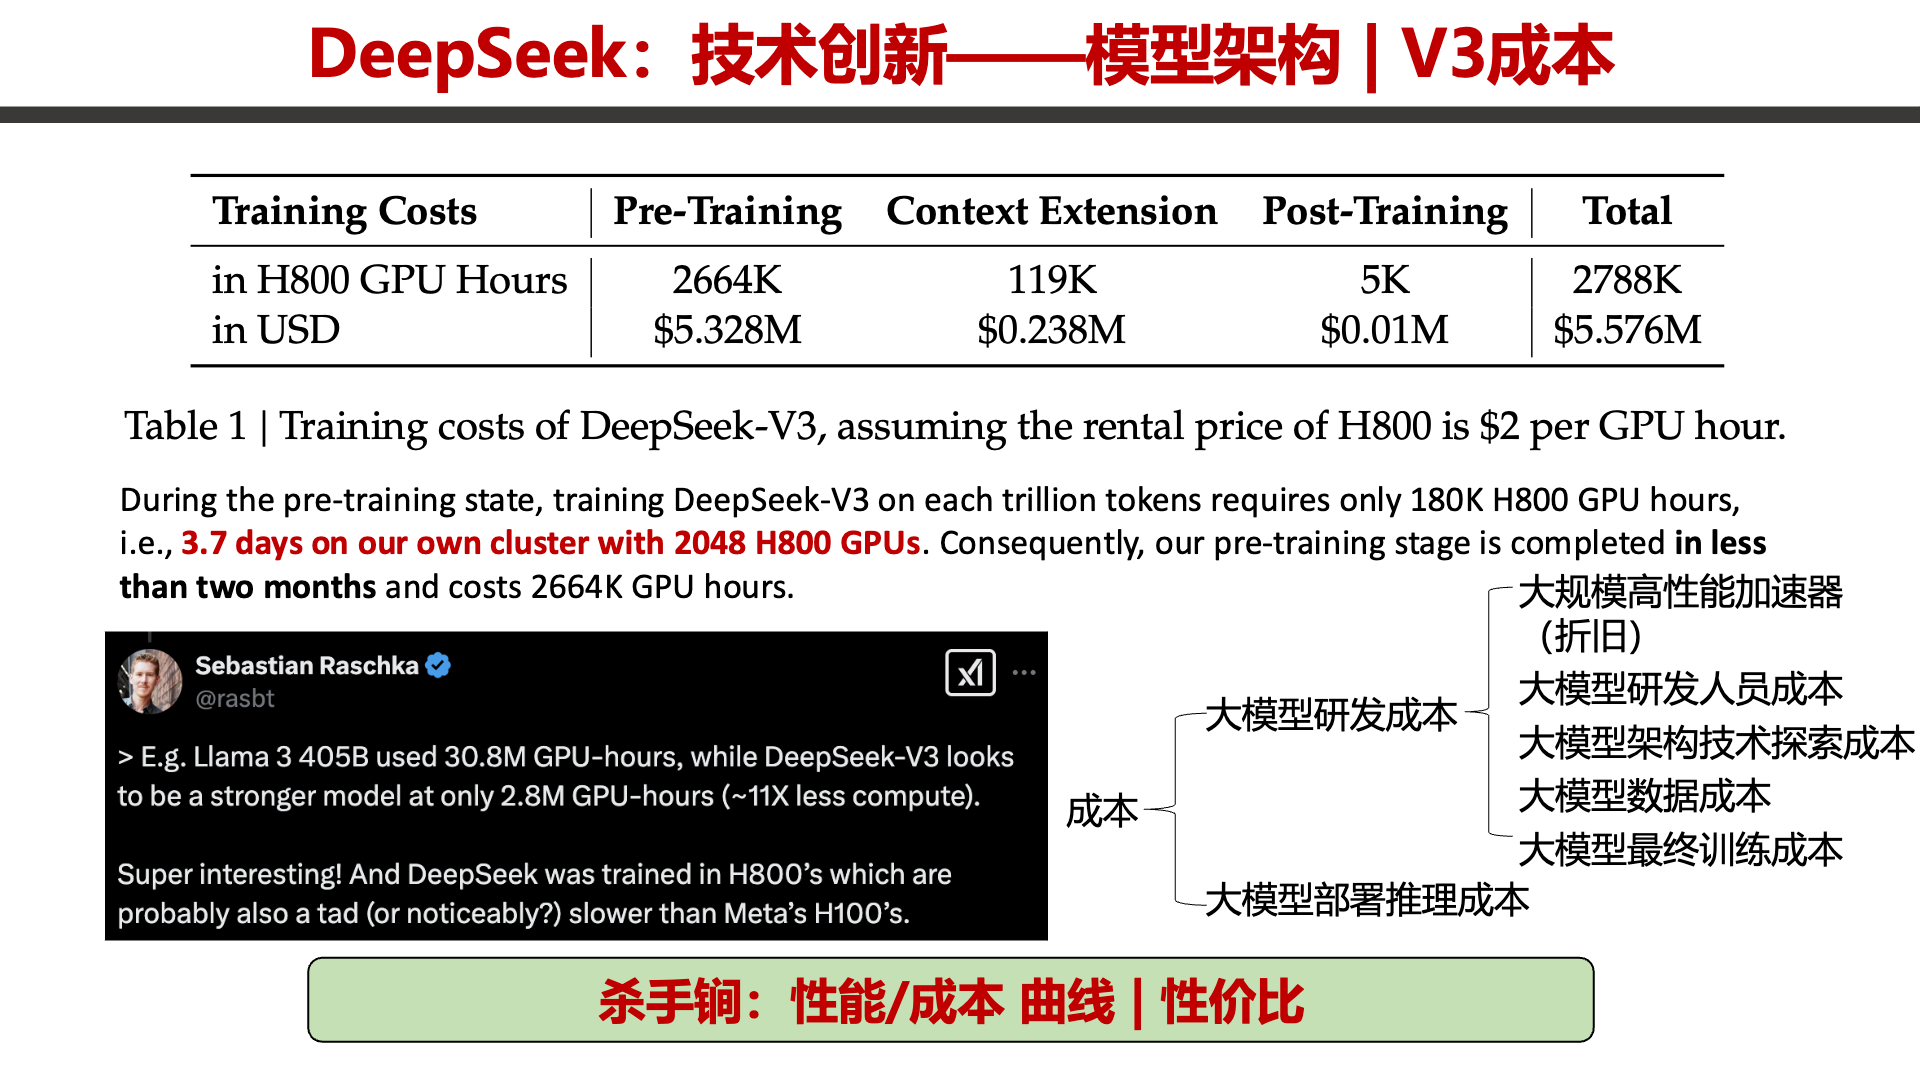 DeepSeek：技术创新——模型架构 | V3成本
Training Costs Pre-Training Context Extension Post-Training Total
in H800 GPU Hours 2664K 119K 5K 2788K
in USD $5.328M $0.238M $0.01M $5.576M
Table 1 | Training costs of DeepSeek-V3, assuming the rental price of H800 is $2 per GPU hour.
During the pre-training state, training DeepSeek-V3 on each trillion tokens requires only 180K H800 GPU hours,
i.e., 3.7 days on our own cluster with 2048 H800 GPUs. Consequently, our pre-training stage is completed in less
than two months and costs 2664K GPU hours.
Sebastian Raschka
@rasbt
> E.g. Llama 3 405B used 30.8M GPU-hours, while DeepSeek-V3 looks
to be a stronger model at only 2.8M GPU-hours (~11X less compute).
Super interesting! And DeepSeek was trained in H800's which are
probably also a tad (or noticeably?) slower than Meta's H100's.
成本
大模型研发成本
大规模高性能加速器
（折旧）
大模型研发人员成本
大模型架构技术探索成本
大模型数据成本
大模型最终训练成本
大模型部署推理成本
杀手锏：性能/成本 曲线 | 性价比